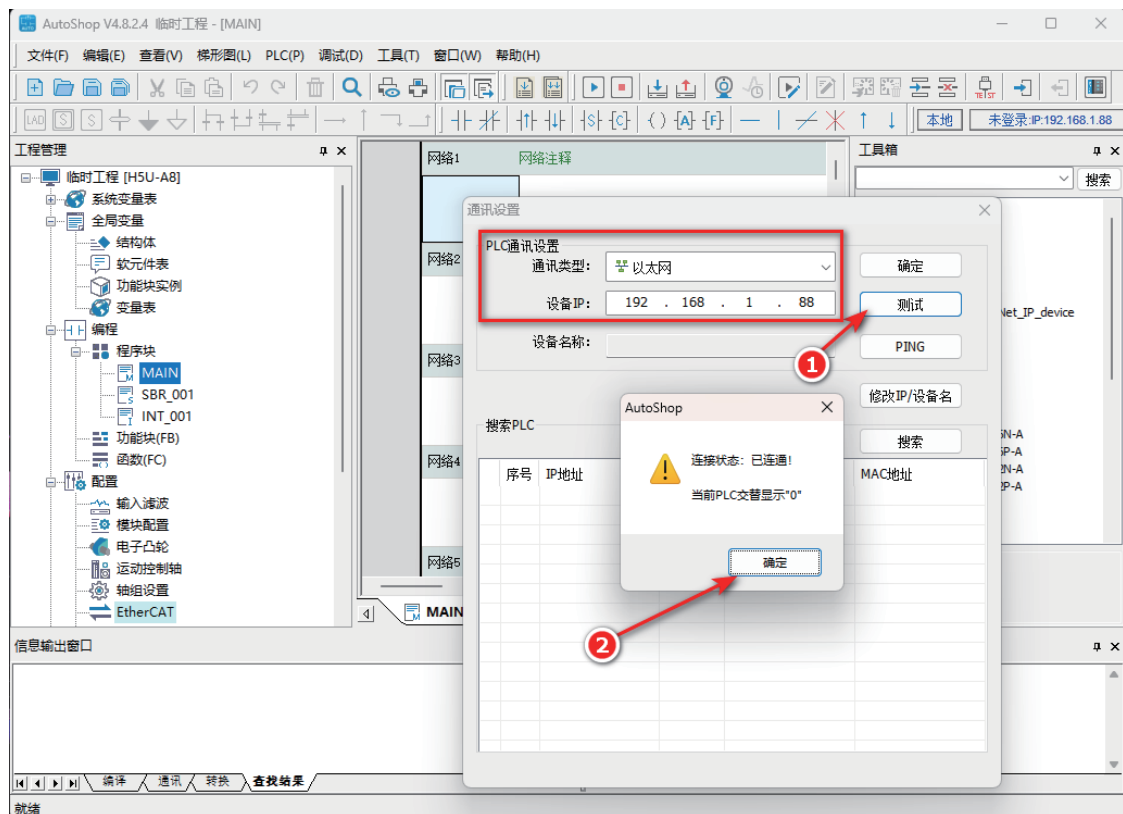 AutoShop V4.8.2.4 临时工程 - [MAIN]
文件(F) 编辑(E) 查看(V) 梯形图(L) PLC(P) 调试(D) 工具(T) 窗口(W) 帮助(H)
LAD S S
TEST
本地 未登录:IP:192.168.1.88
工程管理
临时工程 [H5U-A8]
系统变量表
全局变量
结构体
软元件表
功能块实例
变量表
编程
程序块
MAIN
SBR_001
INT_001
功能块(FB)
函数(FC)
配置
输入滤波
模块配置
电子凸轮
运动控制轴
轴组设置
EtherCAT
网络1 网络注释
网络2
网络3
网络4
网络5
MAIN
工具箱
搜索
Net_IP_device
5N-A
5P-A
2N-A
2P-A
通讯设置
PLC通讯设置
通讯类型: 以太网
确定
设备IP: 192 . 168 . 1 . 88
测试
设备名称:
PING
1
修改IP/设备名
搜索PLC
搜索
序号 IP地址 MAC地址
AutoShop
连接状态：已连通!
当前PLC交替显示"0"
确定
2
信息输出窗口
编译 通讯 转换 查找结果
就绪